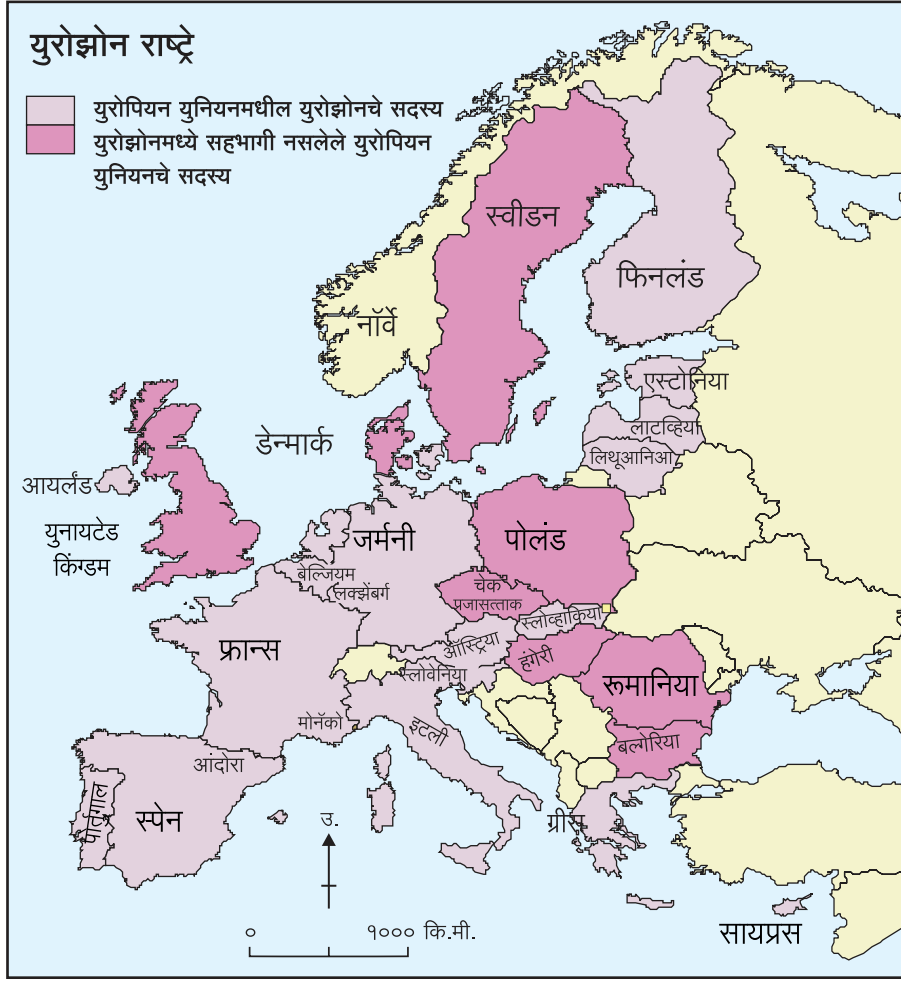 युरोझोन राष्ट्रे
युरोपियन युनियनमधील युरोझोनचे सदस्य
युरोझोनमध्ये सहभागी नसलेले युरोपियन
युनियनचे सदस्य
स्वीडन
फिनलंड
नॉर्वे
एस्टोनिया
लाटव्हिया
लिथूआनिओ
डेन्मार्क
आयर्लंड
युनायटेड
किंग्डम
जर्मनी
पोलंड
बेल्जियम
लक्झेंबर्ग
चेक
प्रजासत्ताक
स्लोव्हाकिया
ऑस्ट्रिया
फ्रान्स
स्लोवेनिया
हंगेरी
रूमानिया
मोनॅको
इटली
बल्गेरिया
आंदोरा
पोर्तुगाल
स्पेन
ग्रीस
उ.
० १००० कि.मी.
सायप्रस